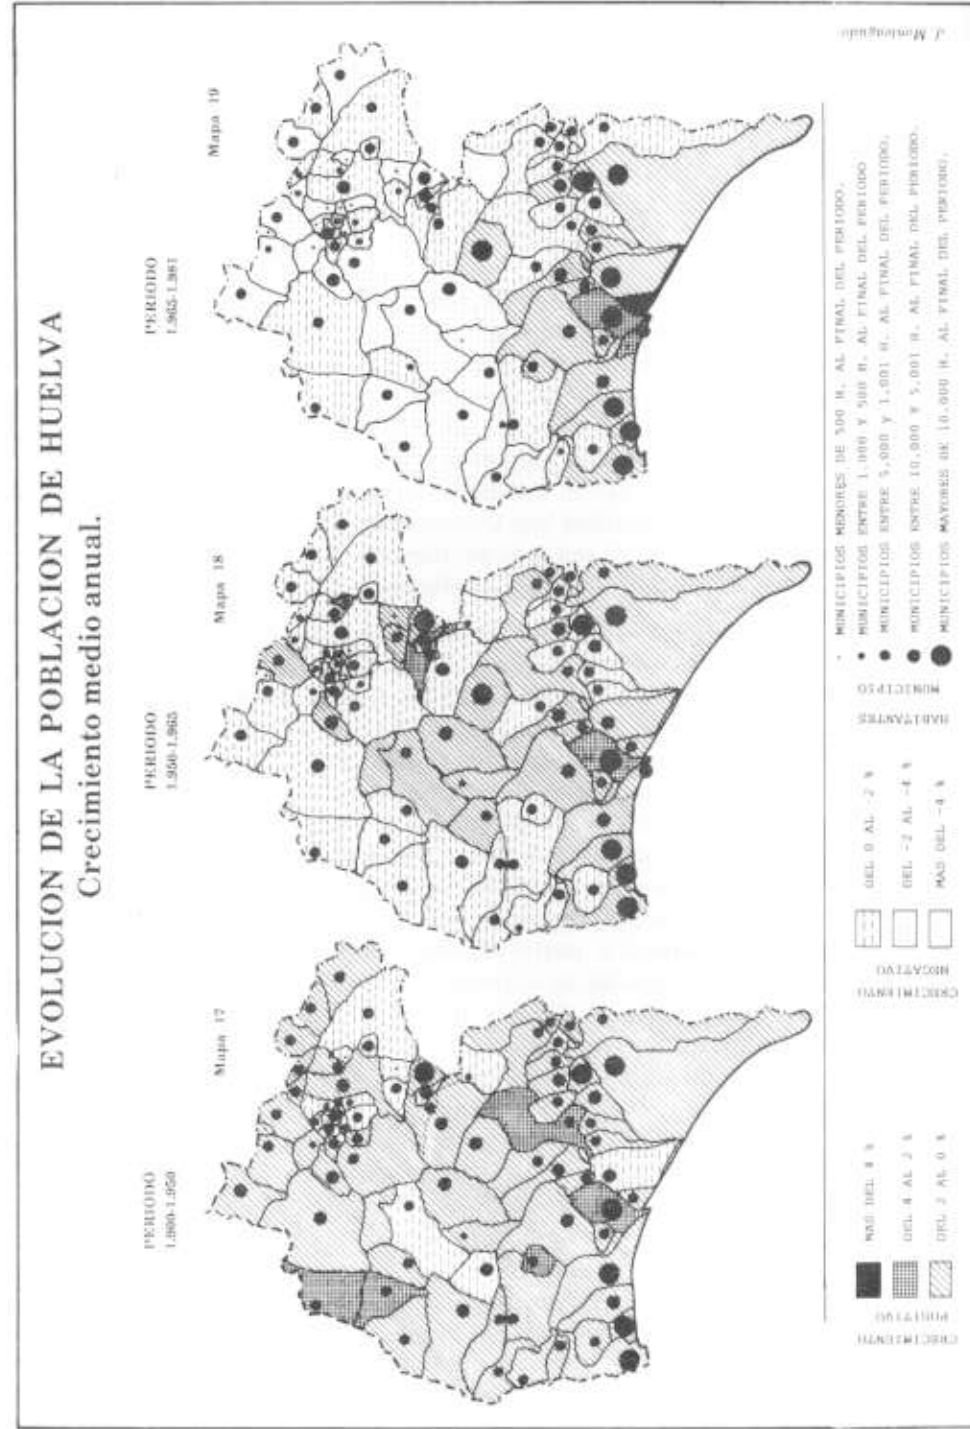 EVOLUCION DE LA POBLACION DE HUELVA
Crecimiento medio anual.
PERIODO
1.900-1.950
Mapa 17
PERIODO
1.950-1.965
Mapa 18
PERIODO
1.965-1.981
Mapa 19
CRECIMIENTO
POSITIVO
MAS DEL 4 %
DEL 4 AL 2 %
DEL 2 AL 0 %
CRECIMIENTO
NEGATIVO
DEL 0 AL -2 %
DEL -2 AL -4 %
MAS DEL -4 %
HABITANTES
MUNICIPIO
MUNICIPIOS MENORES DE 500 H. AL FINAL DEL PERIODO.
MUNICIPIOS ENTRE 1.000 Y 500 H. AL FINAL DEL PERIODO
MUNICIPIOS ENTRE 5.000 y 1.001 H. AL FINAL DEL PERIODO.
MUNICIPIOS ENTRE 10.000 Y 5.001 H. AL FINAL DEL PERIODO.
MUNICIPIOS MAYORES DE 10.000 H. AL FINAL DEL PERIODO.
J. Monteagudo